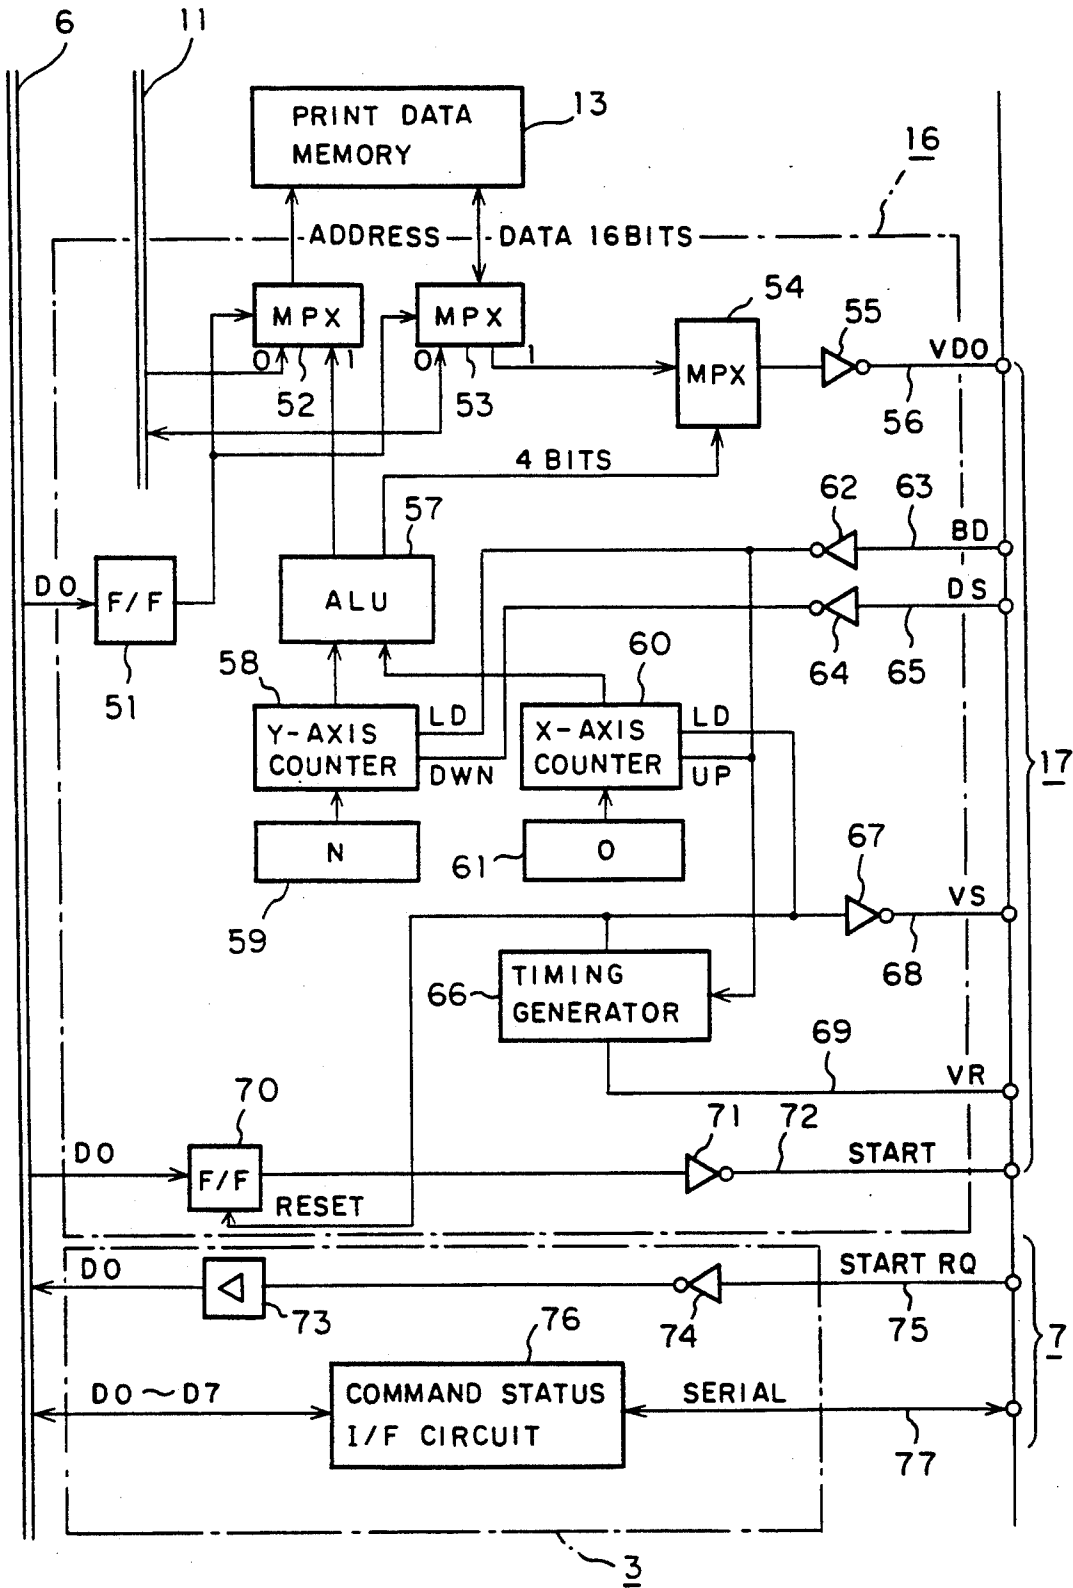 6
11
PRINT DATA
MEMORY
13
16
ADDRESS
DATA 16BITS
MPX
0
1
52
MPX
0
1
53
54
MPX
55
VDO
56
4 BITS
57
ALU
62
63
BD
DS
64
65
DO
F/F
51
58
Y-AXIS
COUNTER
LD
DWN
60
X-AXIS
COUNTER
LD
UP
17
N
59
61
0
67
VS
68
66
TIMING
GENERATOR
69
VR
70
DO
F/F
RESET
71
72
START
DO
73
74
START RQ
75
76
7
DO~D7
COMMAND STATUS
I/F CIRCUIT
SERIAL
77
3